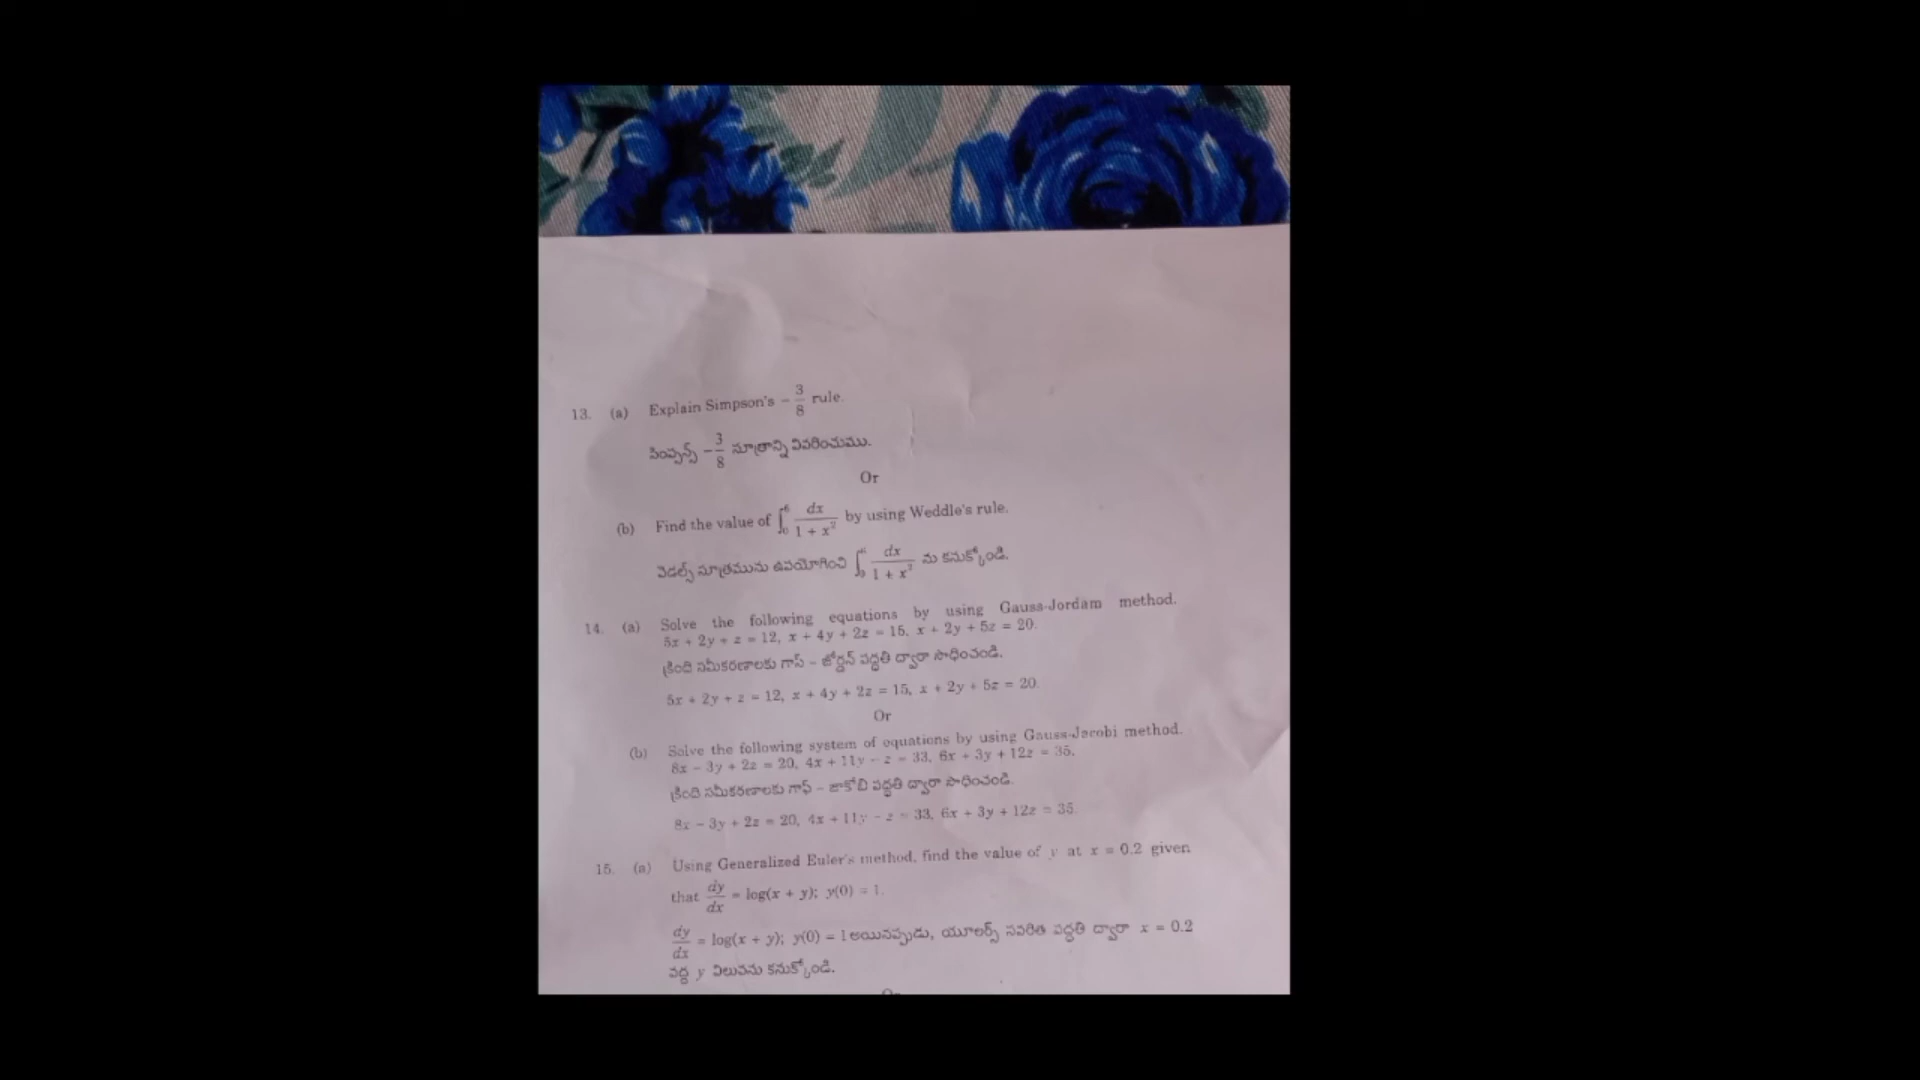 13. (a) Explain Simpson's – 3/8 rule.
సింప్సన్స్ – 3/8 సూత్రాన్ని వివరించుము.
Or
(b) Find the value of ∫₀⁶ dx/(1 + x²) by using Weddle's rule.
వెడల్స్ సూత్రమును ఉపయోగించి ∫₀⁶ dx/(1 + x²) ను కనుక్కోండి.
14. (a) Solve the following equations by using Gauss-Jordam method.
5x + 2y + z = 12, x + 4y + 2z = 15, x + 2y + 5z = 20.
క్రింది సమీకరణాలకు గాస్ – జోర్డన్ పద్ధతి ద్వారా సాధించండి.
5x + 2y + z = 12, x + 4y + 2z = 15, x + 2y + 5z = 20.
Or
(b) Solve the following system of equations by using Gauss-Jacobi method.
8x – 3y + 2z = 20, 4x + 11y – z = 33, 6x + 3y + 12z = 35.
క్రింది సమీకరణాలకు గాస్ – జాకోబి పద్ధతి ద్వారా సాధించండి.
8x – 3y + 2z = 20, 4x + 11y – z = 33, 6x + 3y + 12z = 35.
15. (a) Using Generalized Euler's method, find the value of y at x = 0.2 given
that dy/dx = log(x + y); y(0) = 1.
dy/dx = log(x + y); y(0) = 1 అయినప్పుడు, యూలర్స్ సవరిత పద్ధతి ద్వారా x = 0.2
వద్ద y విలువను కనుక్కోండి.